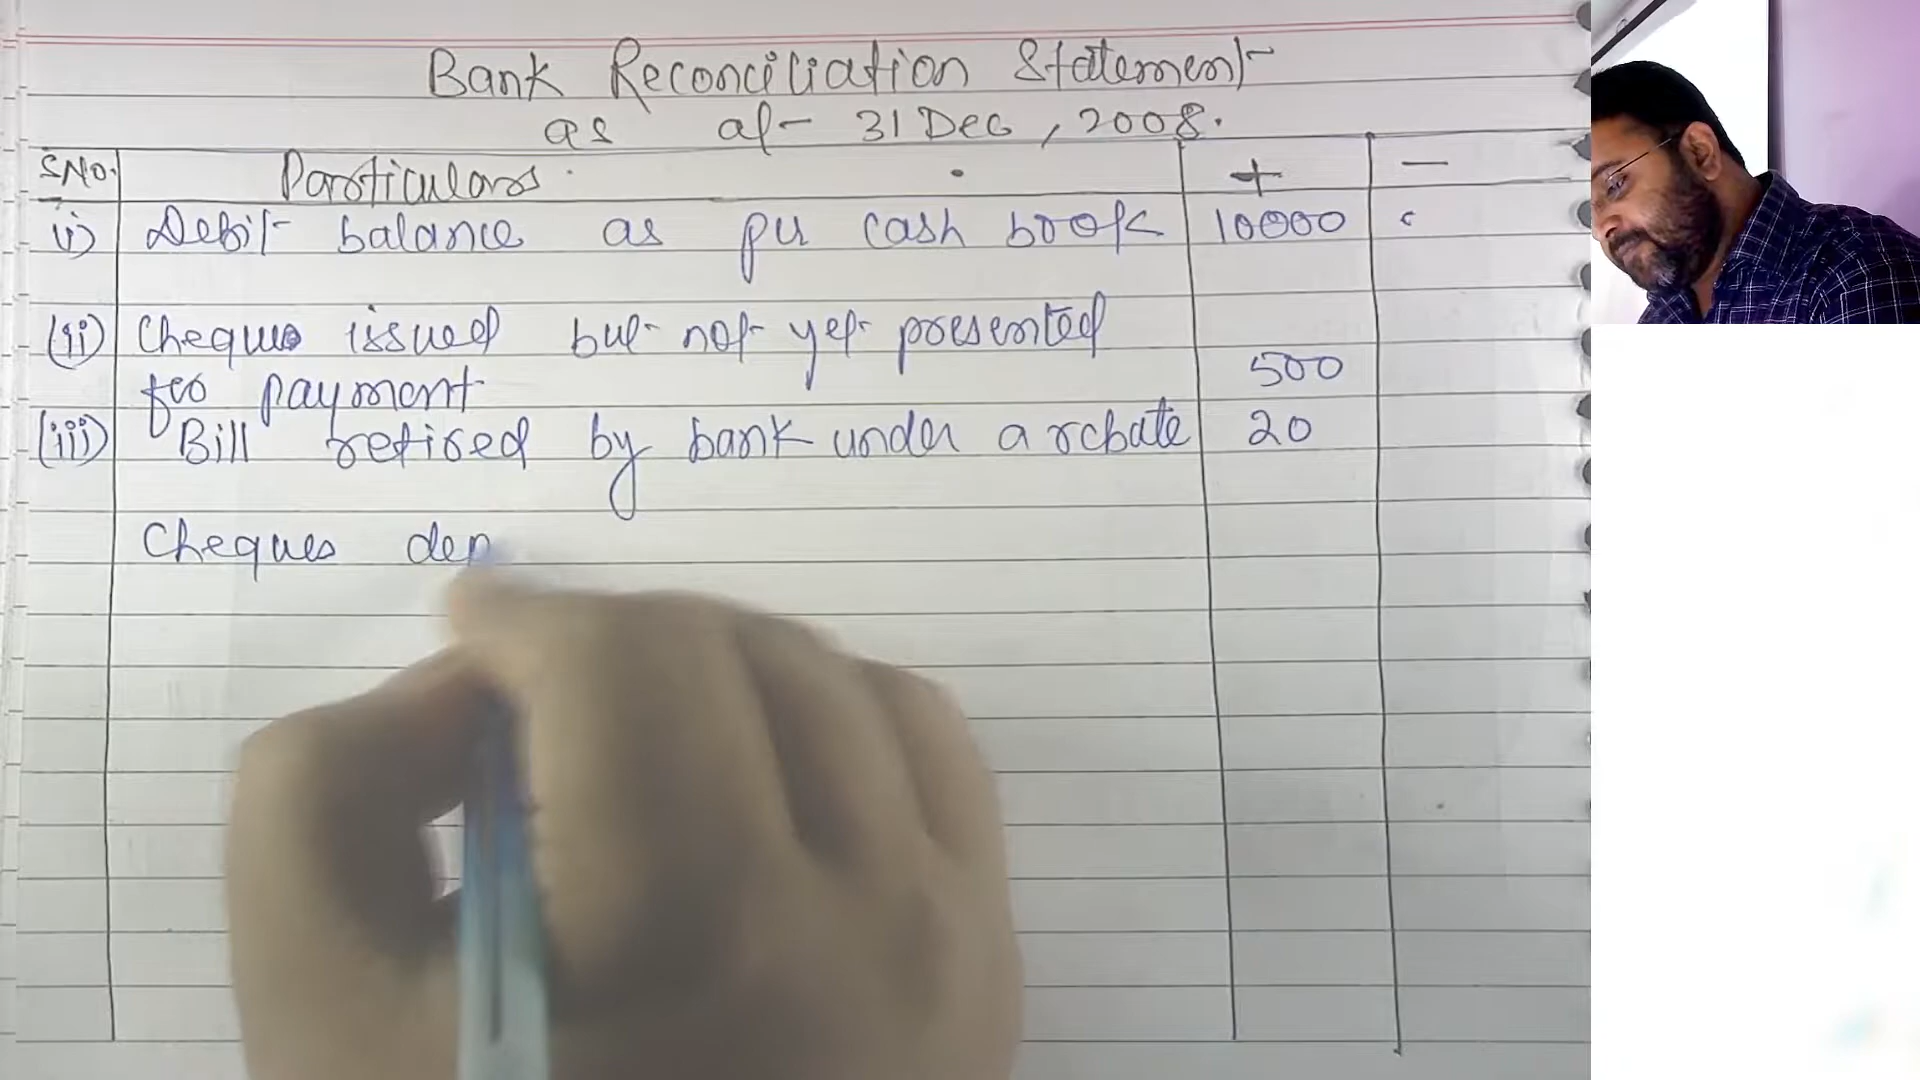 Bank Reconciliation Statement
as at 31 Dec, 2008.
S.No. Particulars + -
(i) Debit balance as per cash book 10000
(ii) Cheques issued but not yet presented
for payment 500
(iii) Bill retired by bank under a rebate 20
Cheques dep